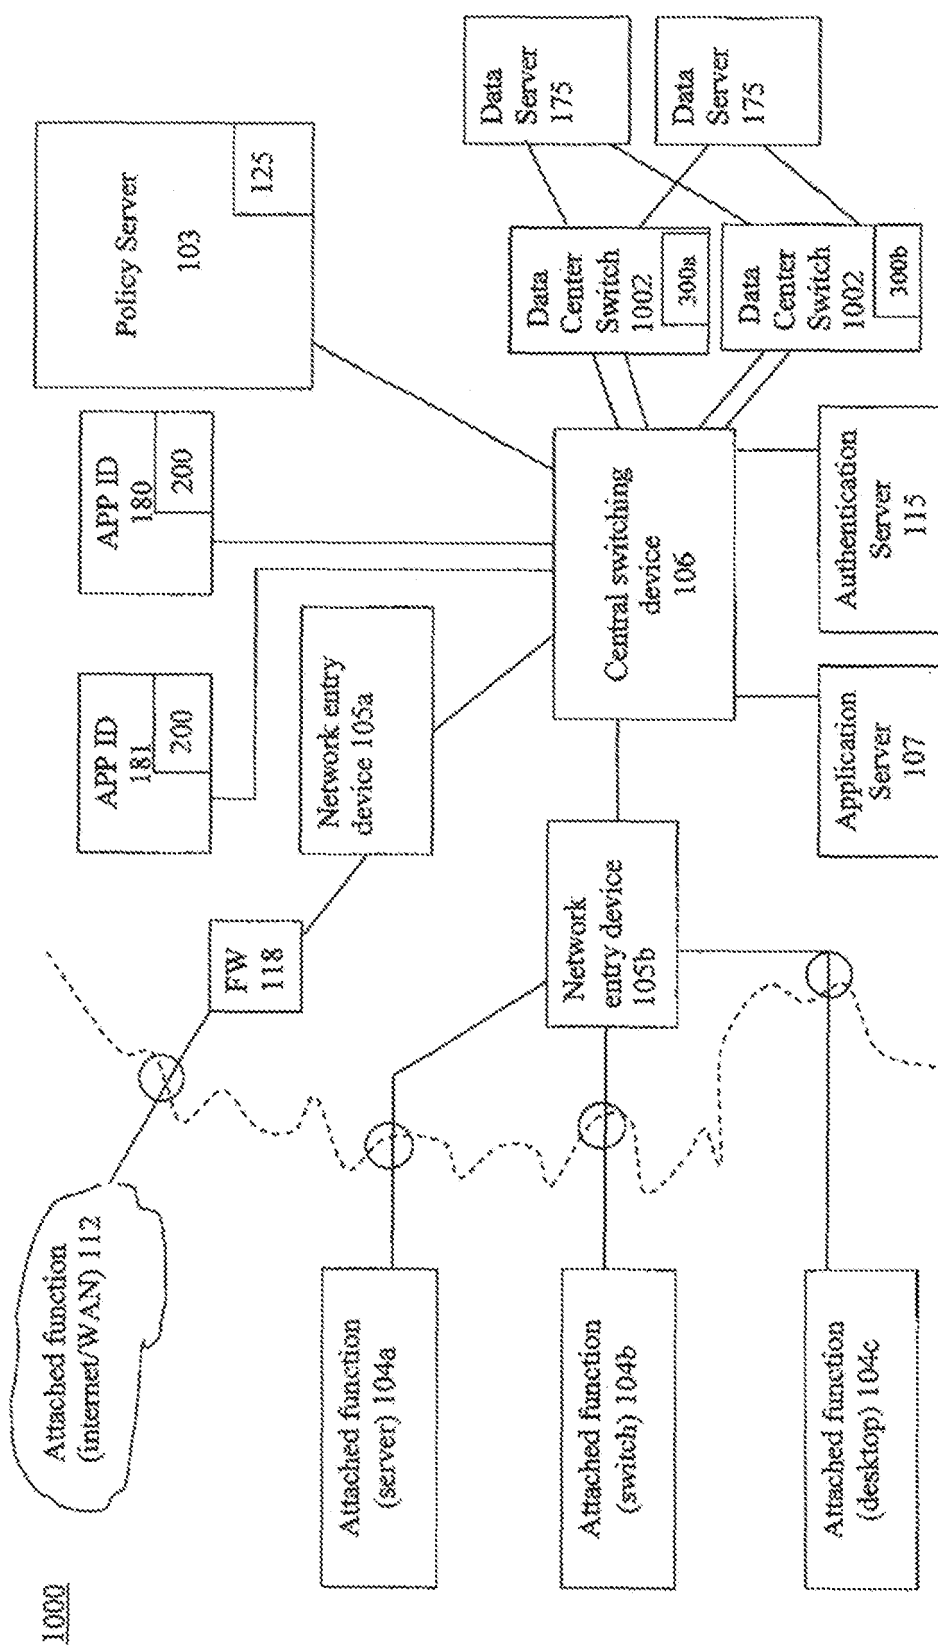 1000
Attached function
(internet/WAN) 112
FW
118
APP ID
181
200
APP ID
180
200
Policy Server
103
125
Network entry
device 105a
Attached function
(server) 104a
Attached function
(switch) 104b
Attached function
(desktop) 104c
Network
entry device
105b
Central switching
device
106
Data
Center
Switch
1002
300a
Data
Center
Switch
1002
300b
Data
Server
175
Data
Server
175
Application
Server
107
Authentication
Server
115